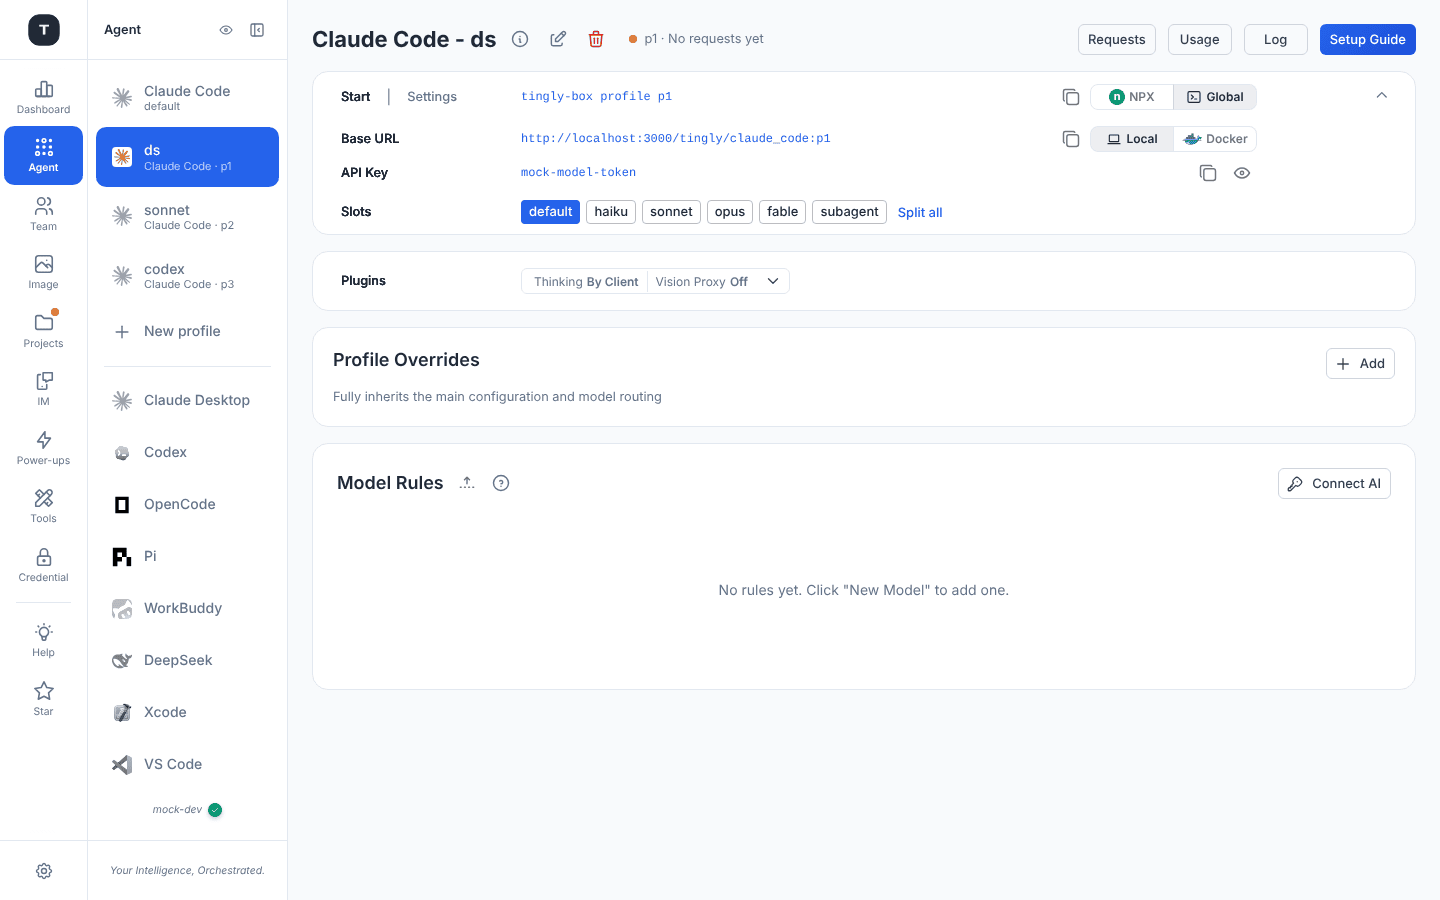 T
Agent
Dashboard
Agent
Team
Image
Projects
IM
Power-ups
Tools
Credential
Help
Star
Claude Code
default
ds
Claude Code · p1
sonnet
Claude Code · p2
codex
Claude Code · p3
New profile
Claude Desktop
Codex
OpenCode
Pi
WorkBuddy
DeepSeek
Xcode
VS Code
mock-dev
Your Intelligence, Orchestrated.
Claude Code - ds
p1 · No requests yet
Requests
Usage
Log
Setup Guide
Start | Settings
tingly-box profile p1
n NPX
Global
Base URL
http://localhost:3000/tingly/claude_code:p1
Local
Docker
API Key
mock-model-token
Slots
default haiku sonnet opus fable subagent Split all
Plugins
Thinking By Client Vision Proxy Off
Profile Overrides
Add
Fully inherits the main configuration and model routing
Model Rules
Connect AI
No rules yet. Click "New Model" to add one.